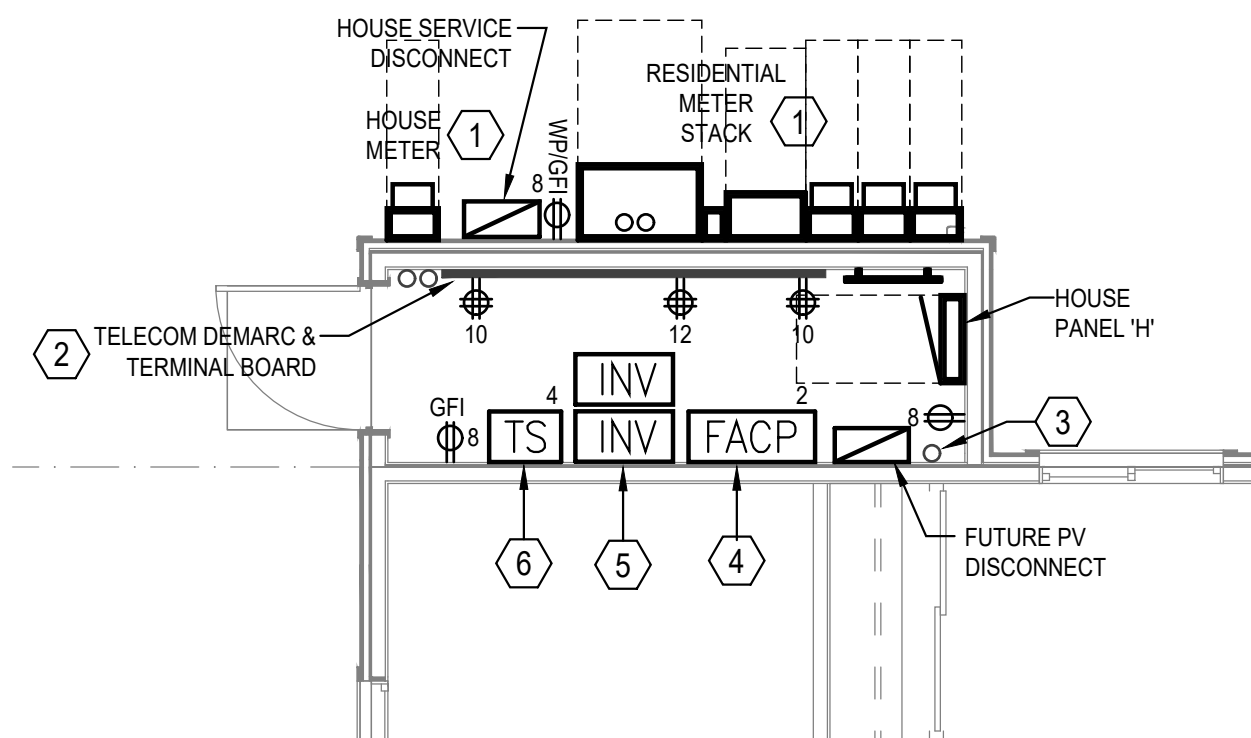 HOUSE SERVICE
DISCONNECT
RESIDENTIAL
METER
STACK
1
HOUSE
METER
1
WP/GFI
8
HOUSE
PANEL 'H'
2
TELECOM DEMARC &
TERMINAL BOARD
10
12
10
INV
GFI
8
4
TS
INV
2
FACP
8
3
6
5
4
FUTURE PV
DISCONNECT